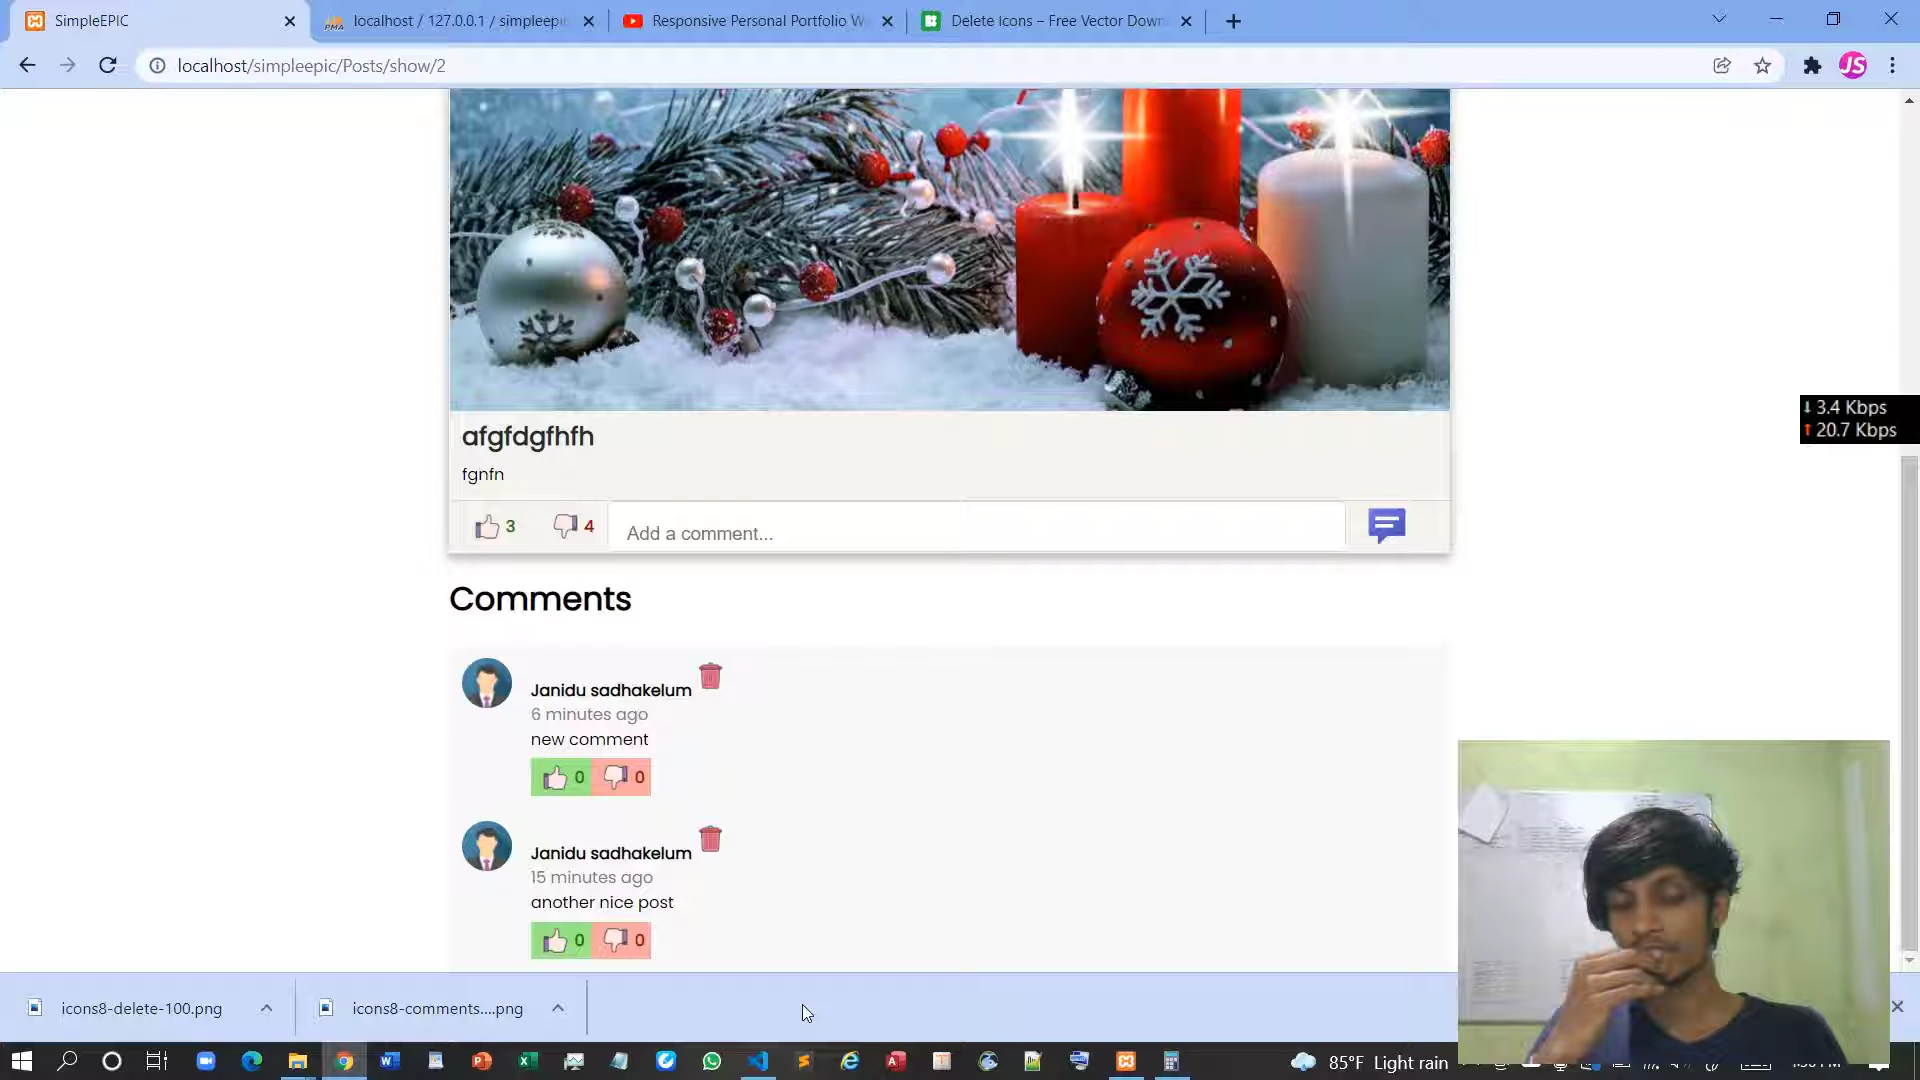 SimpleEPIC
localhost / 127.0.0.1 / simpleepi
Responsive Personal Portfolio W
Delete Icons – Free Vector Down
localhost/simpleepic/Posts/show/2
JS
3.4 Kbps
20.7 Kbps
afgfdgfhfh
fgnfn
3
4
Add a comment...
Comments
Janidu sadhakelum
6 minutes ago
new comment
0
0
Janidu sadhakelum
15 minutes ago
another nice post
0
0
icons8-delete-100.png
icons8-comments....png
85°F Light rain